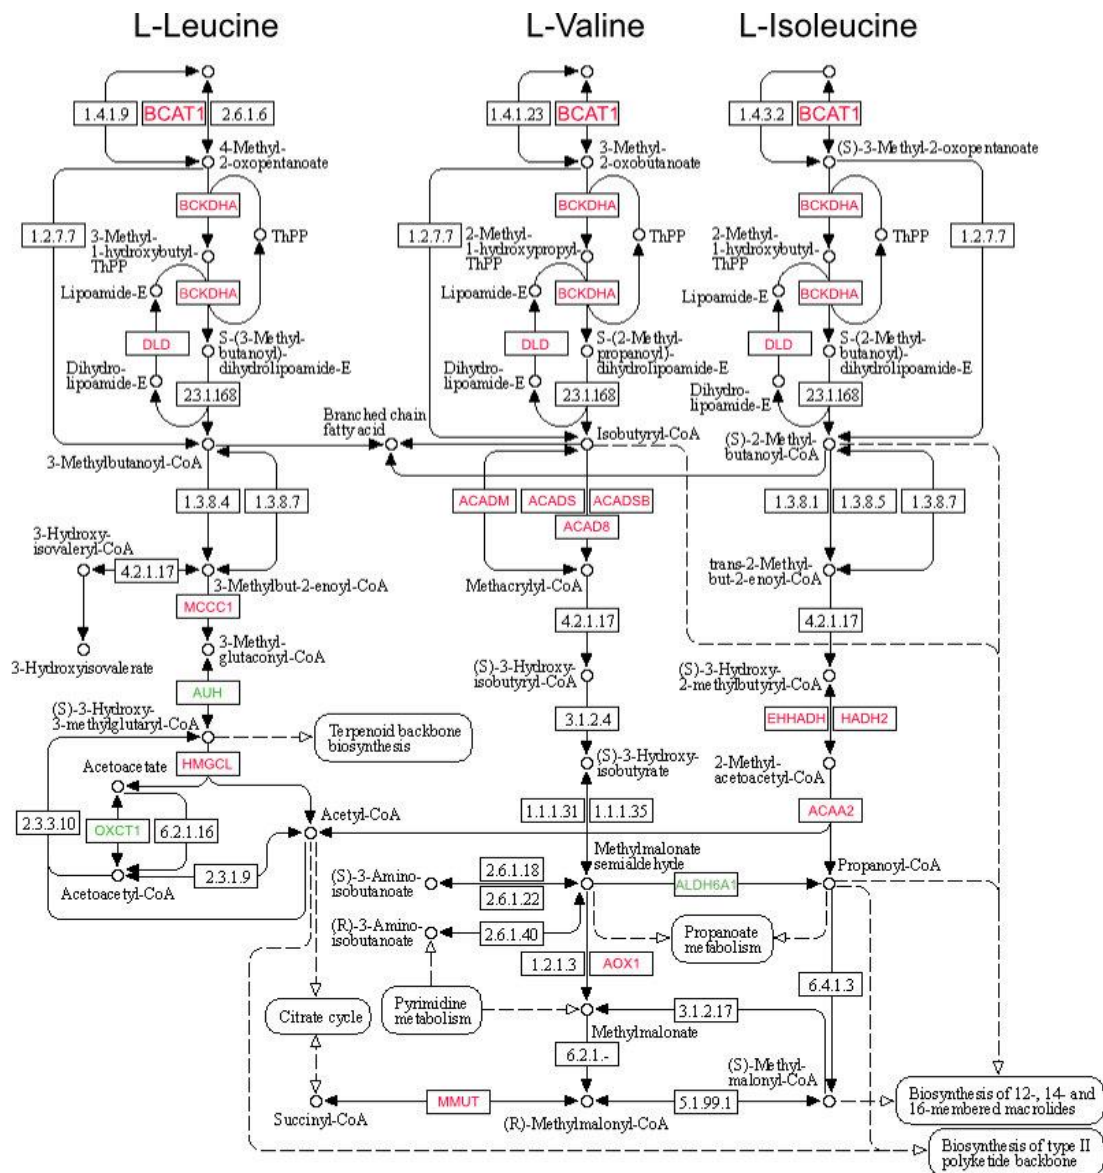 L-Leucine
L-Valine
L-Isoleucine
1.4.1.9
BCAT1
2.6.1.6
1.4.1.23
BCAT1
1.4.3.2
BCAT1
4-Methyl-
2-oxopentanoate
3-Methyl-
2-oxobutanoate
(S)-3-Methyl-2-oxopentanoate
BCKDHA
BCKDHA
BCKDHA
1.2.7.7
3-Methyl-
1-hydroxybutyl-
ThPP
ThPP
1.2.7.7
2-Methyl-
1-hydroxypropyl-
ThPP
ThPP
2-Methyl-
1-hydroxybutyl-
ThPP
ThPP
1.2.7.7
Lipoamide-E
BCKDHA
Lipoamide-E
BCKDHA
Lipoamide-E
BCKDHA
DLD
S-(3-Methyl-
butanoyl)-
dihydrolipoamide-E
DLD
S-(2-Methyl-
propanoyl)-
dihydrolipoamide-E
DLD
S-(2-Methyl-
butanoyl)-
dihydrolipoamide-E
Dihydro-
lipoamide-E
2.3.1.168
Dihydro-
lipoamide-E
2.3.1.168
Dihydro-
lipoamide-E
2.3.1.168
Branched chain
fatty acid
3-Methylbutanoyl-CoA
Isobutyryl-CoA
(S)-2-Methyl-
butanoyl-CoA
1.3.8.4
1.3.8.7
ACADM
ACADS
ACADSB
ACAD8
1.3.8.1
1.3.8.5
1.3.8.7
3-Hydroxy-
isovaleryl-CoA
4.2.1.17
3-Methylbut-2-enoyl-CoA
Methacrylyl-CoA
trans-2-Methyl-
but-2-enoyl-CoA
MCCC1
4.2.1.17
4.2.1.17
3-Hydroxyisovalerate
3-Methyl-
glutaconyl-CoA
(S)-3-Hydroxy-
isobutyryl-CoA
(S)-3-Hydroxy-
2-methylbutyryl-CoA
AUH
(S)-3-Hydroxy-
3-methylglutaryl-CoA
Terpenoid backbone
biosynthesis
3.1.2.4
EHHADH
HADH2
HMGCL
Acetoacetate
(S)-3-Hydroxy-
isobutyrate
2-Methyl-
acetoacetyl-CoA
2.3.3.10
OXCT1
6.2.1.16
Acetyl-CoA
1.1.1.31
1.1.1.35
ACAA2
2.3.1.9
Acetoacetyl-CoA
Methylmalonate
semialdehyde
Propanoyl-CoA
(S)-3-Amino-
isobutanoate
2.6.1.18
2.6.1.22
ALDH6A1
(R)-3-Amino-
isobutanoate
2.6.1.40
Propanoate
metabolism
1.2.1.3
AOX1
6.4.1.3
Citrate cycle
Pyrimidine
metabolism
3.1.2.17
Methylmalonate
6.2.1.-
(S)-Methyl-
malonyl-CoA
Succinyl-CoA
MMUT
(R)-Methylmalonyl-CoA
5.1.99.1
Biosynthesis of 12-, 14- and
16-membered macrolides
Biosynthesis of type II
polyketide backbone